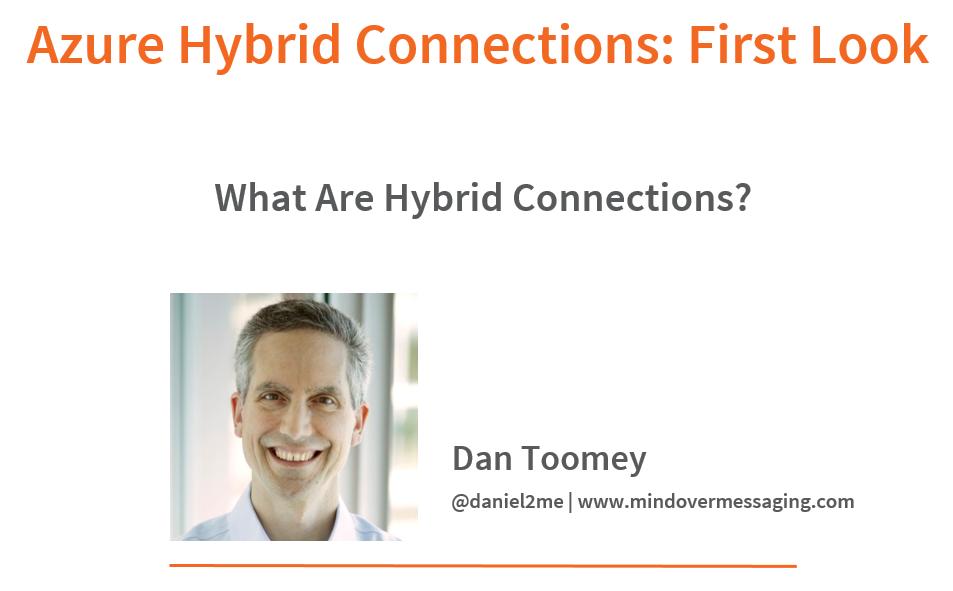 Azure Hybrid Connections: First Look
What Are Hybrid Connections?
Dan Toomey
@daniel2me | www.mindovermessaging.com